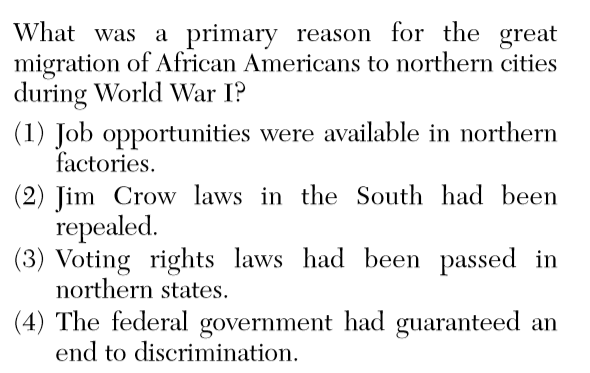 What was a primary reason for the great
migration of African Americans to northern cities
during World War I?
(1) Job opportunities were available in northern
factories.
(2) Jim Crow laws in the South had been
repealed.
(3) Voting rights laws had been passed in
northern states.
(4) The federal government had guaranteed an
end to discrimination.